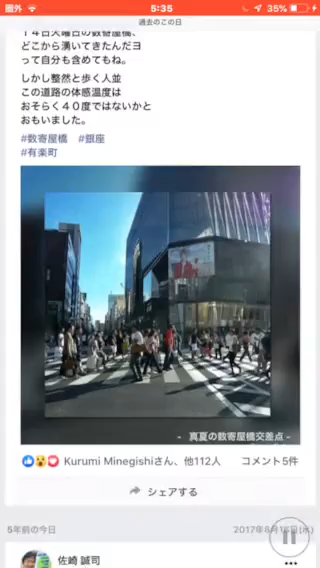 圏外 5:35 35%
過去のこの日
１４日火曜日の数寄屋橋、
どこから湧いてきたんだヨ
って自分も含めてもね。
しかし整然と歩く人並
この道路の体感温度は
おそらく４０度ではないかと
おもいました。
#数寄屋橋 #銀座
#有楽町
- 真夏の数寄屋橋交差点 -
Kurumi Minegishiさん、他112人 コメント5件
シェアする
5年前の今日 2017年8月16日(水)
佐崎 誠司